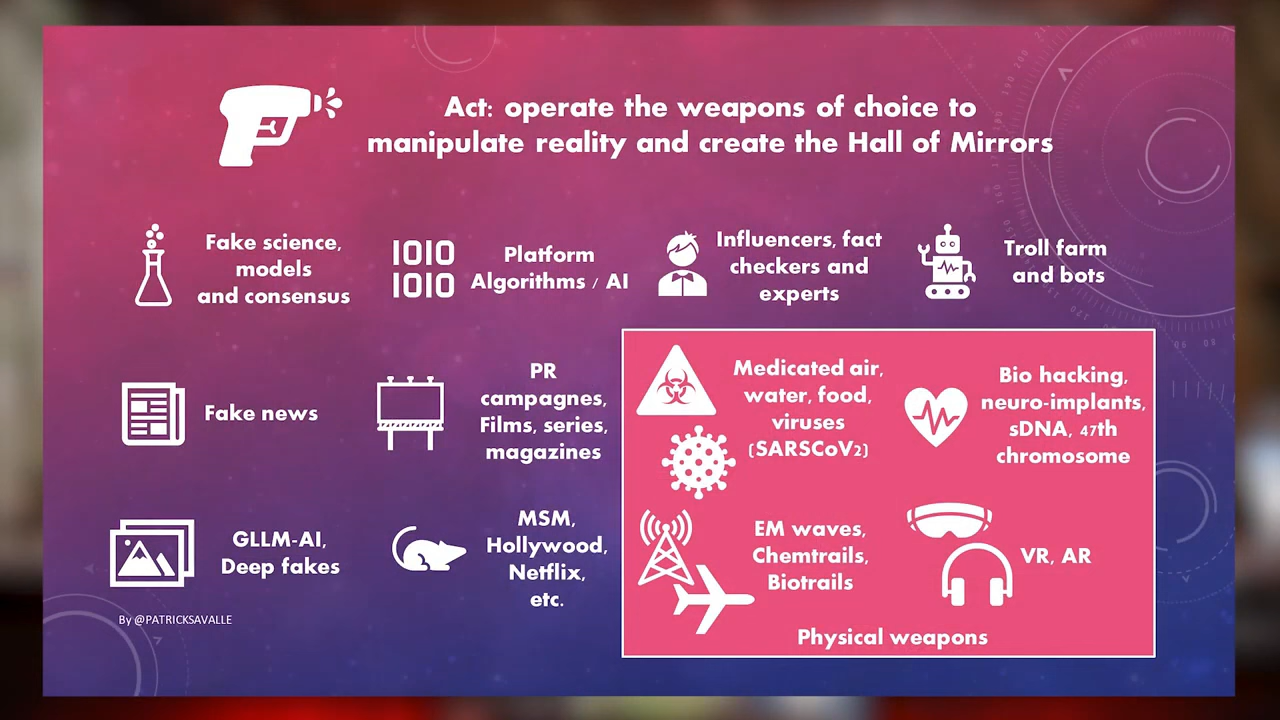 Act: operate the weapons of choice to
manipulate reality and create the Hall of Mirrors
Fake science,
models
and consensus
1010
1010
Platform
Algorithms / AI
Influencers, fact
checkers and
experts
Troll farm
and bots
Fake news
PR
campagnes,
Films, series,
magazines
Medicated air,
water, food,
viruses
(SARSCoV2)
Bio hacking,
neuro-implants,
sDNA, 47th
chromosome
GLLM-AI,
Deep fakes
MSM,
Hollywood,
Netflix,
etc.
EM waves,
Chemtrails,
Biotrails
VR, AR
Physical weapons
By @PATRICKSAVALLE